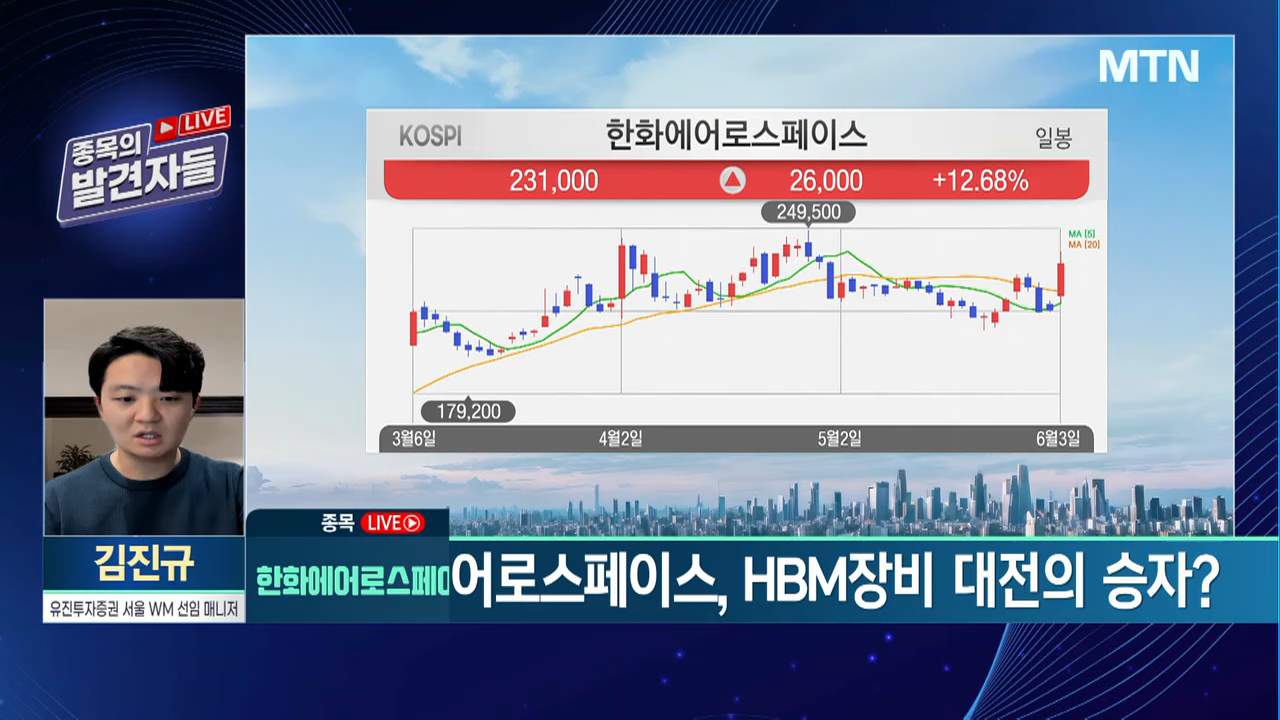 MTN
LIVE
종목의
발견자들
KOSPI 한화에어로스페이스 일봉
231,000 26,000 +12.68%
249,500
MA [5]
MA [20]
179,200
3월6일 4월2일 5월2일 6월3일
김진규
유진투자증권 서울 WM 선임 매니저
종목 LIVE
한화에어로스페이
어로스페이스, HBM장비 대전의 승자?